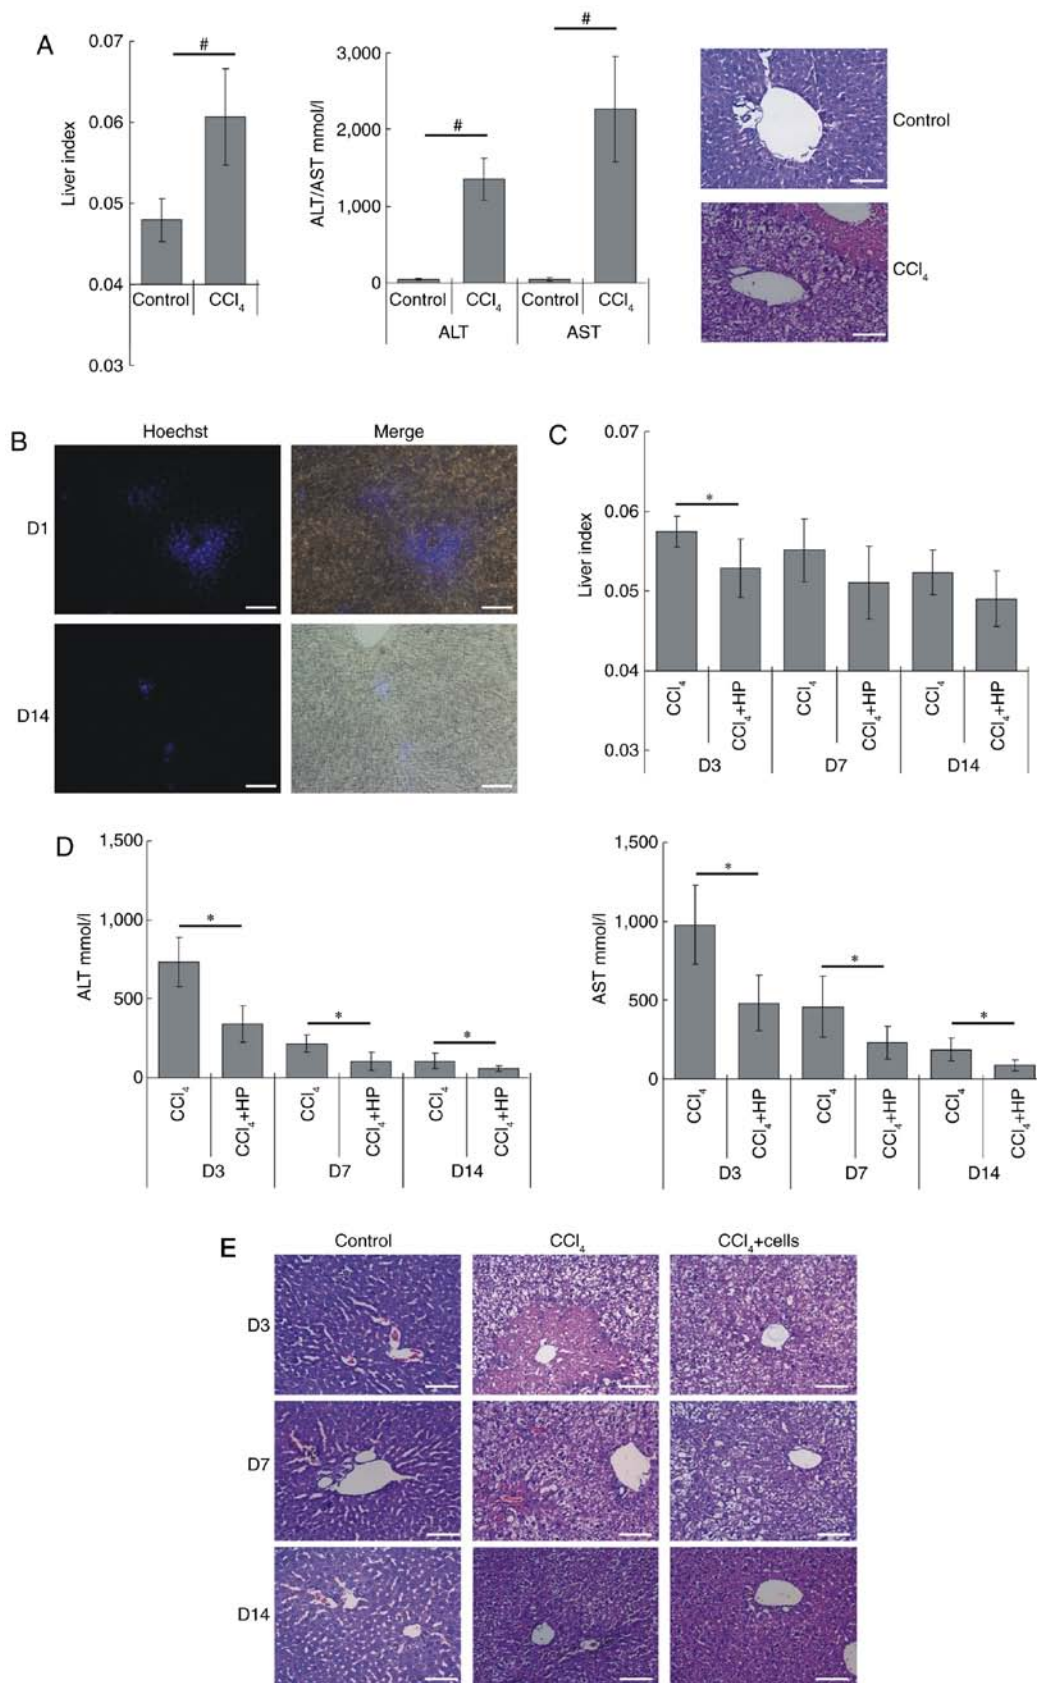 A
0.07
0.06
0.05
0.04
0.03
Liver index
#
Control
CCl4
3,000
2,000
1,000
0
ALT/AST mmol/l
#
#
Control
CCl4
Control
CCl4
ALT
AST
Control
CCl4
B
Hoechst
Merge
D1
D14
C
0.07
0.06
0.05
0.04
0.03
Liver index
*
CCl4
CCl4+HP
CCl4
CCl4+HP
CCl4
CCl4+HP
D3
D7
D14
D
1,500
1,000
500
0
ALT mmol/l
*
*
*
CCl4
CCl4+HP
CCl4
CCl4+HP
CCl4
CCl4+HP
D3
D7
D14
1,500
1,000
500
0
AST mmol/l
*
*
*
CCl4
CCl4+HP
CCl4
CCl4+HP
CCl4
CCl4+HP
D3
D7
D14
E
Control
CCl4
CCl4+cells
D3
D7
D14